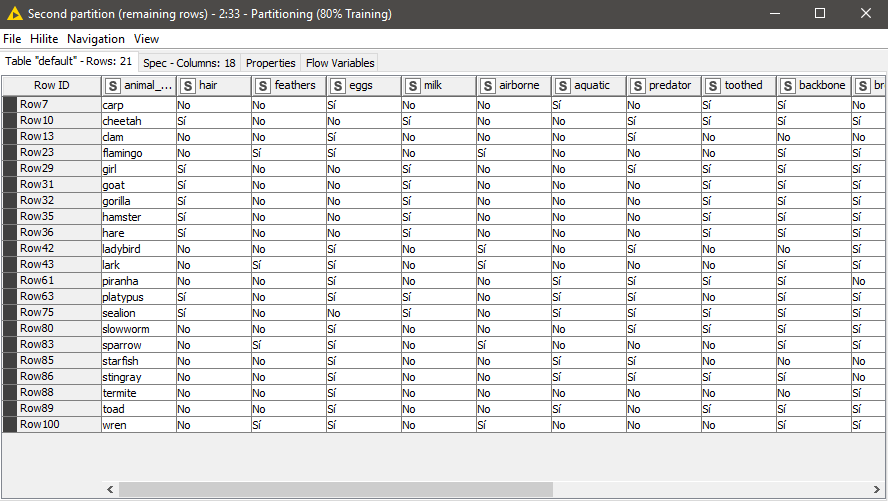 Second partition (remaining rows) - 2:33 - Partitioning (80% Training)
File Hilite Navigation View
Table "default" - Rows: 21 Spec - Columns: 18 Properties Flow Variables
Row ID S animal_... S hair S feathers S eggs S milk S airborne S aquatic S predator S toothed S backbone S br
Row7 carp No No Sí No No Sí No Sí Sí No
Row10 cheetah Sí No No Sí No No Sí Sí Sí Sí
Row13 clam No No Sí No No No Sí No No No
Row23 flamingo No Sí Sí No Sí No No No Sí Sí
Row29 girl Sí No No Sí No No Sí Sí Sí Sí
Row31 goat Sí No No Sí No No No Sí Sí Sí
Row32 gorilla Sí No No Sí No No No Sí Sí Sí
Row35 hamster Sí No No Sí No No No Sí Sí Sí
Row36 hare Sí No No Sí No No No Sí Sí Sí
Row42 ladybird No No Sí No Sí No Sí No No Sí
Row43 lark No Sí Sí No Sí No No No Sí Sí
Row61 piranha No No Sí No No Sí Sí Sí Sí No
Row63 platypus Sí No Sí Sí No Sí Sí No Sí Sí
Row75 sealion Sí No No Sí No Sí Sí Sí Sí Sí
Row80 slowworm No No Sí No No No Sí Sí Sí Sí
Row83 sparrow No Sí Sí No Sí No No No Sí Sí
Row85 starfish No No Sí No No Sí Sí No No No
Row86 stingray No No Sí No No Sí Sí Sí Sí No
Row88 termite No No Sí No No No No No No Sí
Row89 toad No No Sí No No Sí No Sí Sí Sí
Row100 wren No Sí Sí No Sí No No No Sí Sí